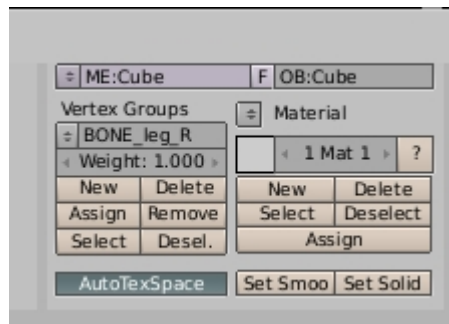 ME:Cube F OB:Cube
Vertex Groups
BONE_leg_R
Weight: 1.000
New Delete
Assign Remove
Select Desel.
AutoTexSpace
Material
1 Mat 1 ?
New Delete
Select Deselect
Assign
Set Smoo Set Solid